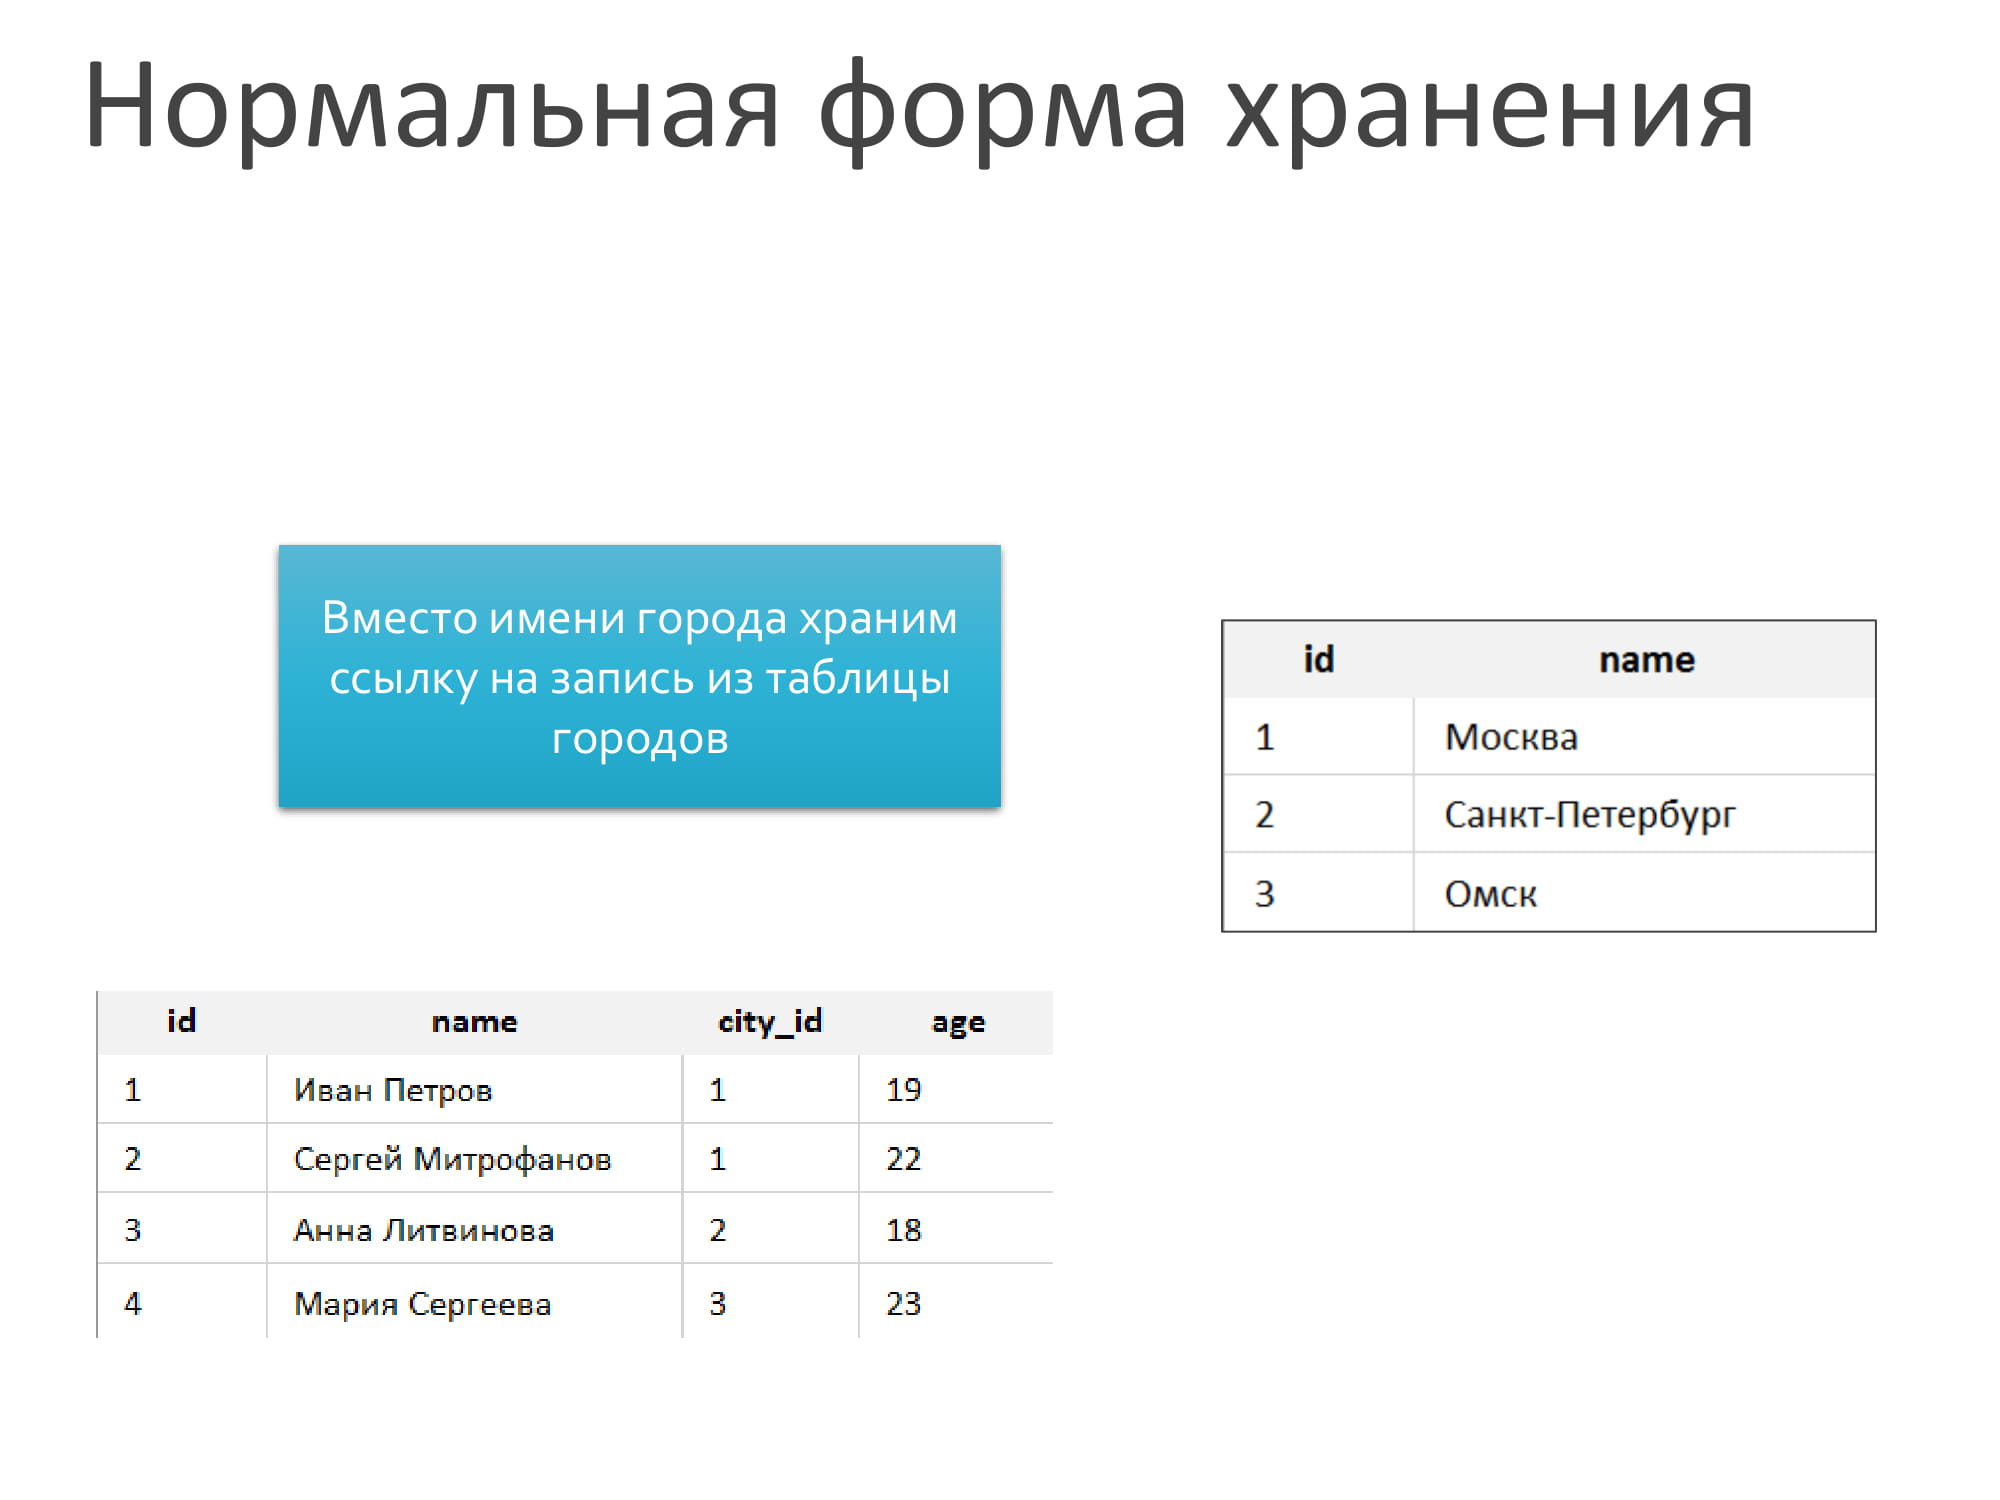 Нормальная форма хранения
Вместо имени города храним
ссылку на запись из таблицы
городов
id name
1 Москва
2 Санкт-Петербург
3 Омск
id name city_id age
1 Иван Петров 1 19
2 Сергей Митрофанов 1 22
3 Анна Литвинова 2 18
4 Мария Сергеева 3 23